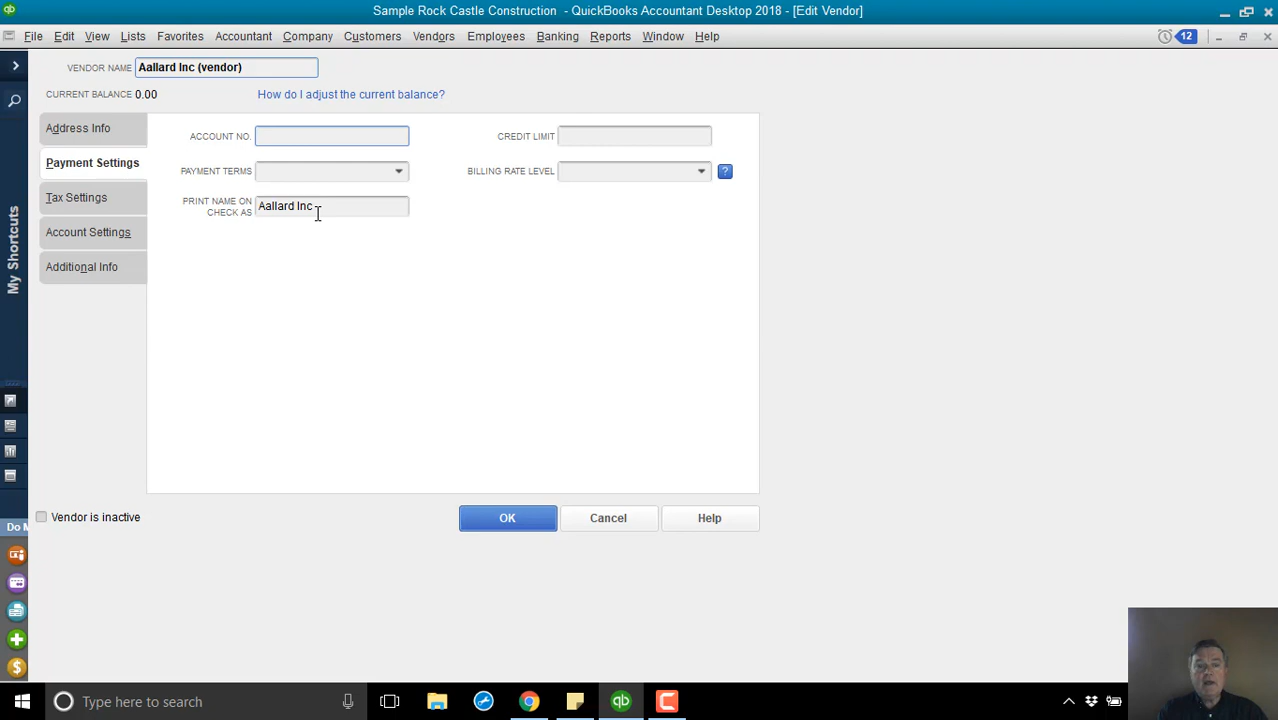 Sample Rock Castle Construction - QuickBooks Accountant Desktop 2018 - [Edit Vendor]
File Edit View Lists Favorites Accountant Company Customers Vendors Employees Banking Reports Window Help 12
VENDOR NAME Aallard Inc (vendor)
CURRENT BALANCE 0.00 How do I adjust the current balance?
Address Info
Payment Settings
Tax Settings
Account Settings
Additional Info
ACCOUNT NO. CREDIT LIMIT
PAYMENT TERMS BILLING RATE LEVEL ?
PRINT NAME ON
CHECK AS Aallard Inc
My Shortcuts
Vendor is inactive
OK Cancel Help
Do M
qb
Type here to search
qb